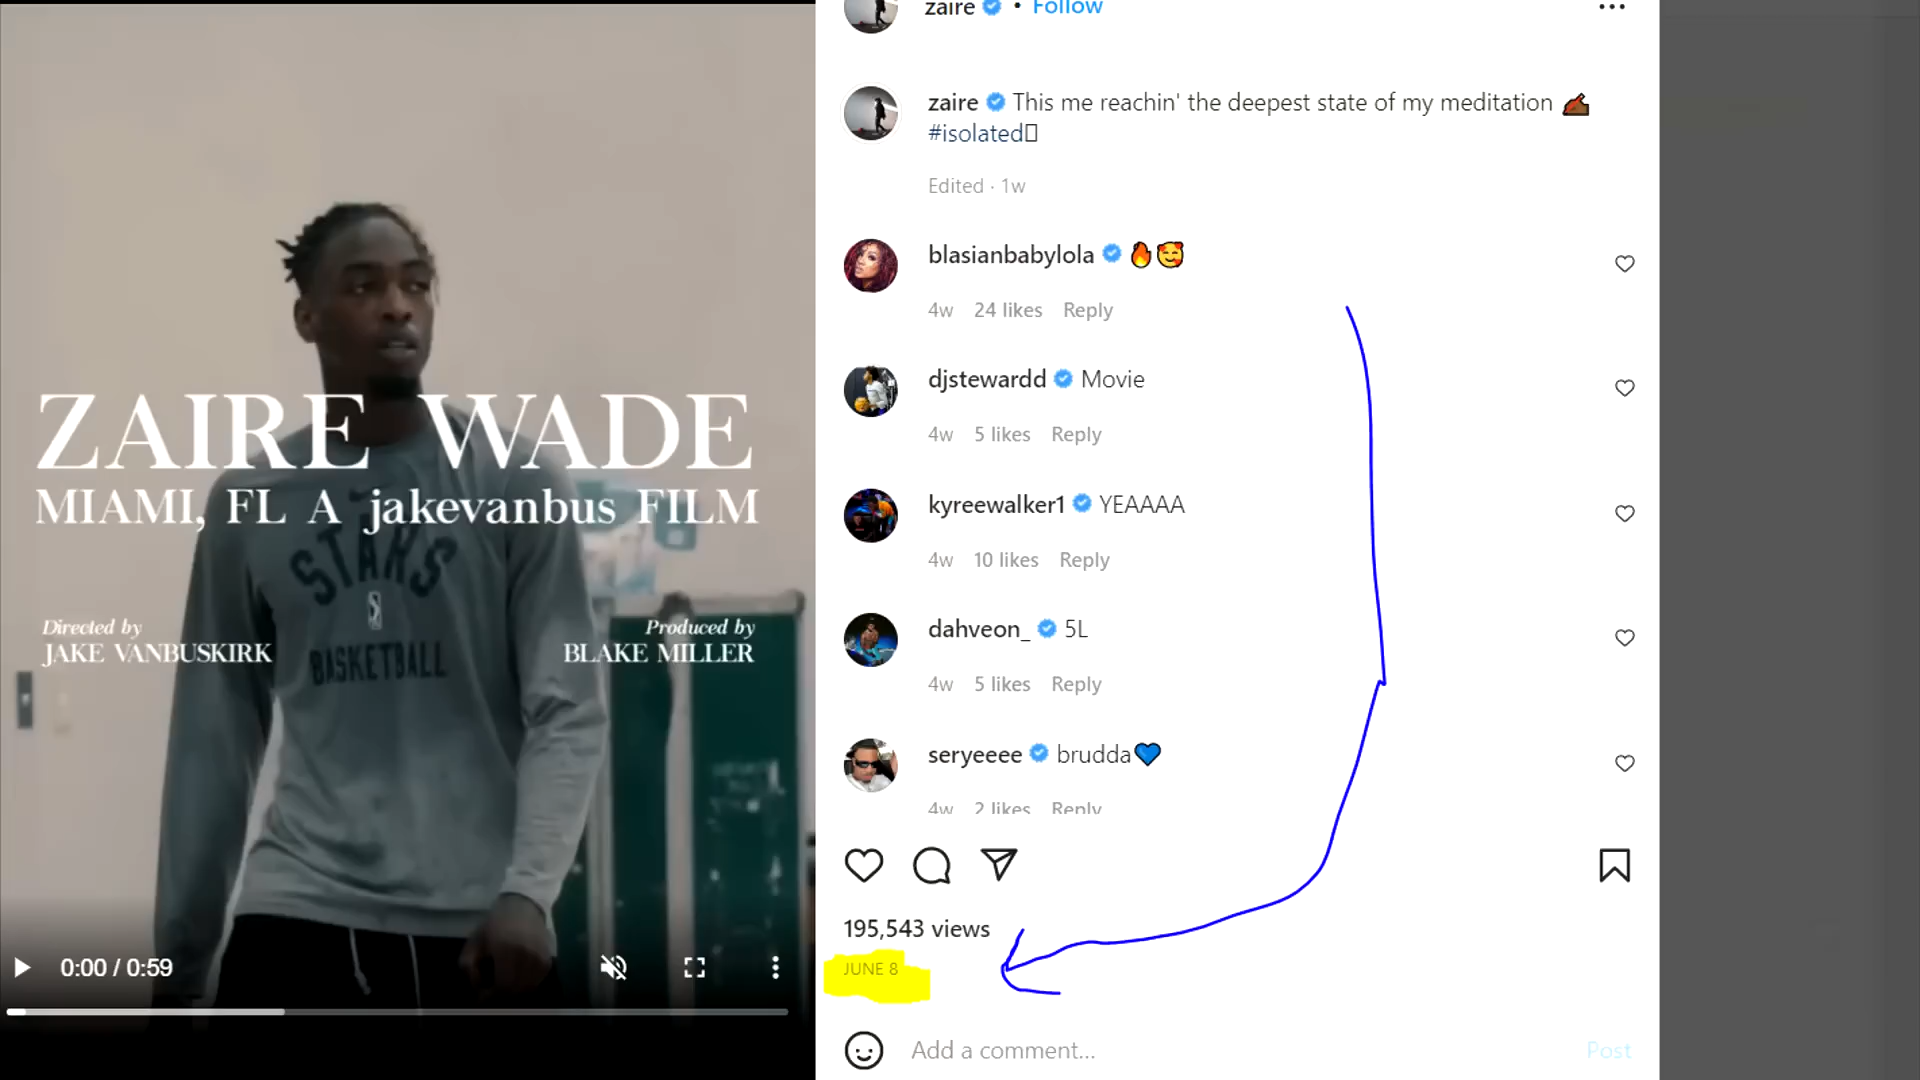 zaire • Follow
zaire This me reachin' the deepest state of my meditation ✍🏾
#isolated
Edited · 1w
blasianbabylola 🔥🥰
4w 24 likes Reply
djstewardd Movie
4w 5 likes Reply
kyreewalker1 YEAAAA
4w 10 likes Reply
dahveon_ 5L
4w 5 likes Reply
seryeeee brudda💙
4w 2 likes Reply
195,543 views
JUNE 8
Add a comment... Post
ZAIRE WADE
MIAMI, FL A jakevanbus FILM
STARS
BASKETBALL
Directed by
JAKE VANBUSKIRK
Produced by
BLAKE MILLER
0:00 / 0:59